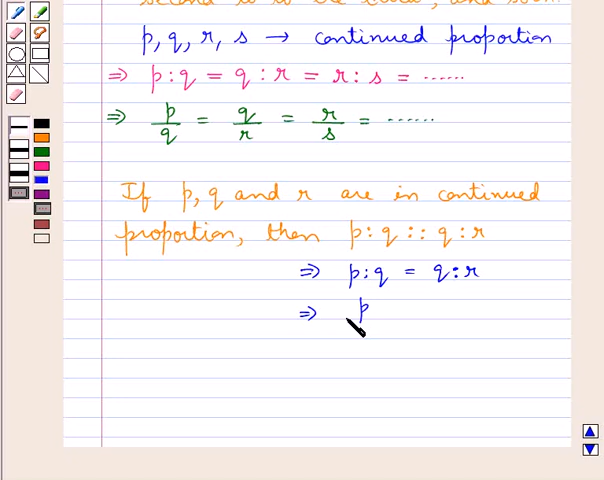 p, q, r, s → continued proportion
⇒ p : q = q : r = r : s = ......
⇒ p/q = q/r = r/s = ......
If p, q and r are in continued
proportion, then p : q :: q : r
⇒ p : q = q : r
⇒ p